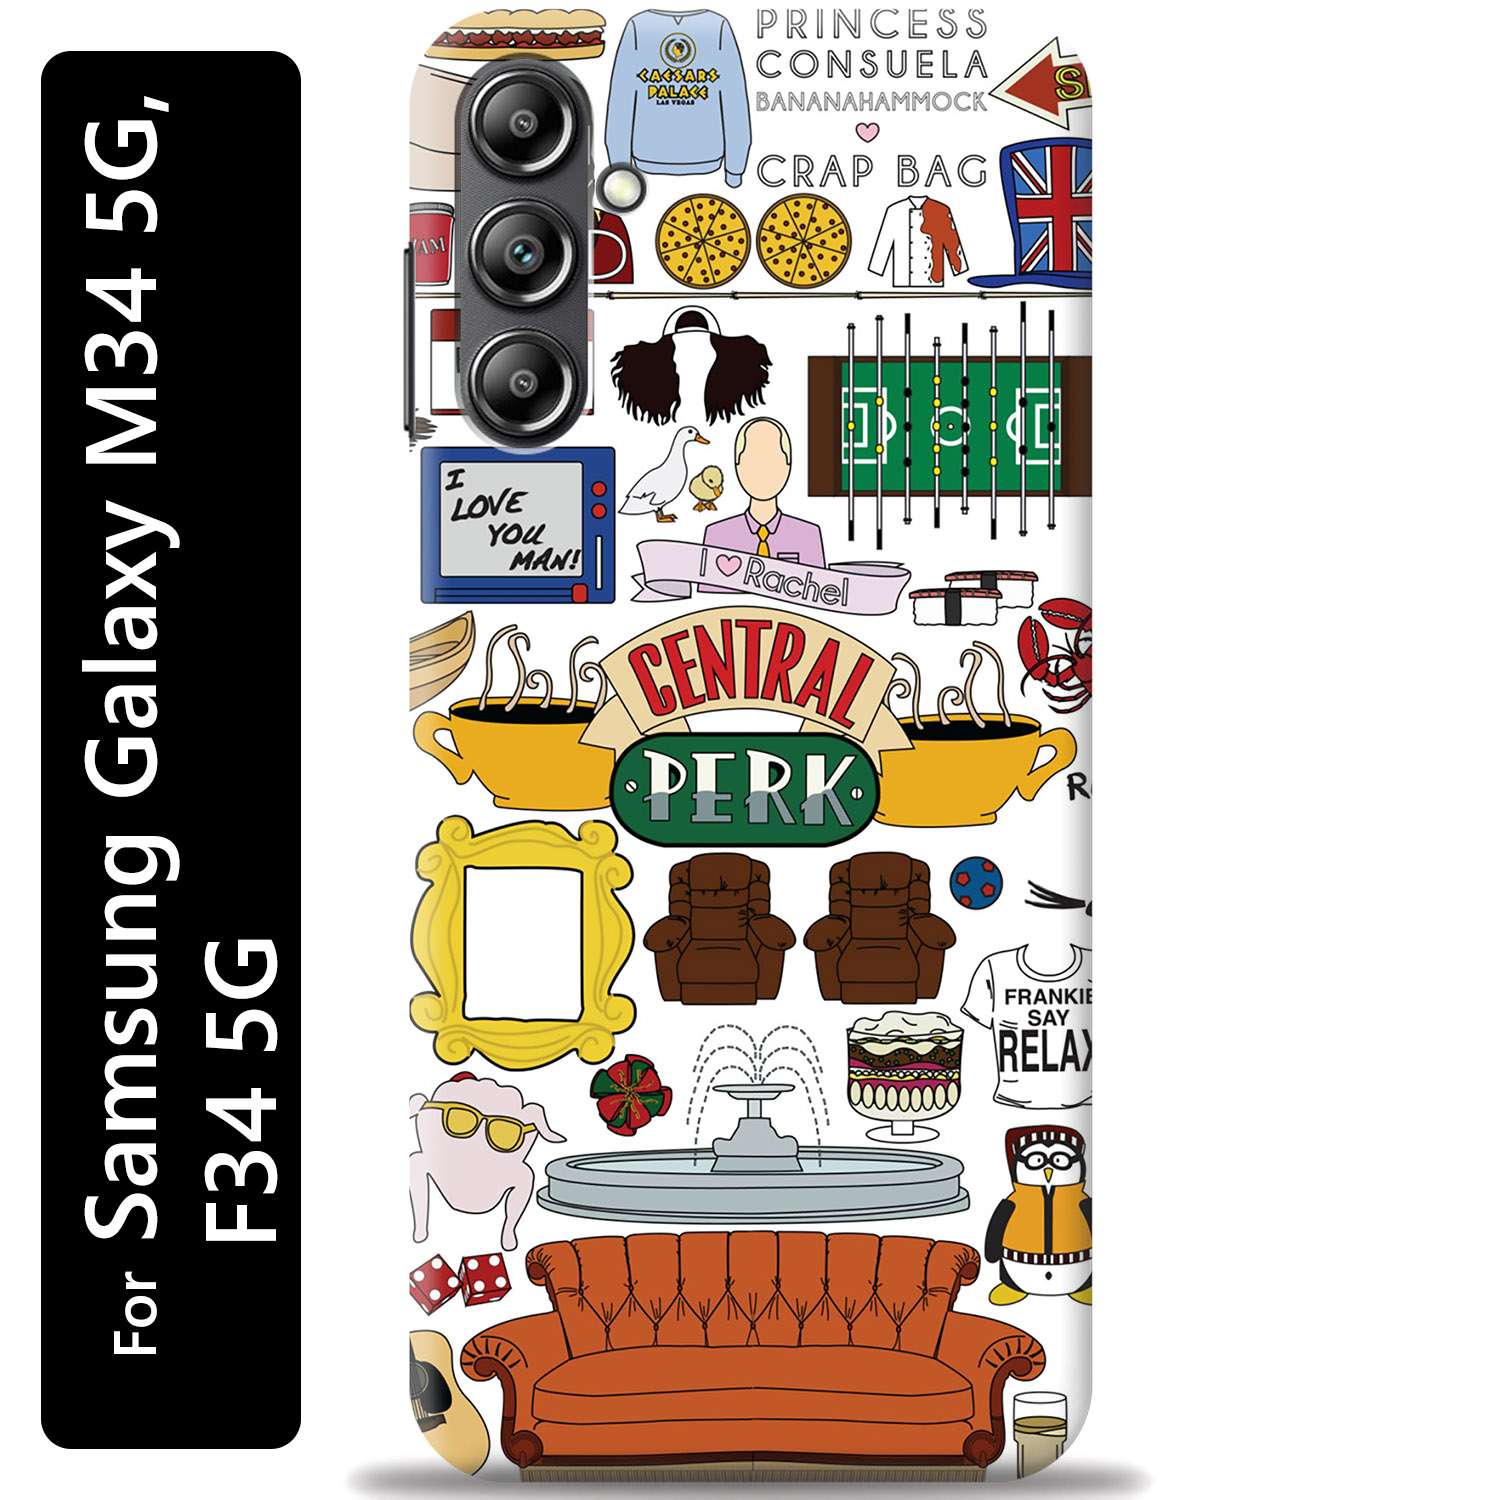 For Samsung Galaxy M34 5G,
F34 5G
CAESARS
PALACE
LAS VEGAS
PRINCESS
CONSUELA
BANANAHAMMOCK
CRAP BAG
I
LOVE
YOU
MAN!
I Rachel
CENTRAL
PERK
FRANKIE
SAY
RELAX